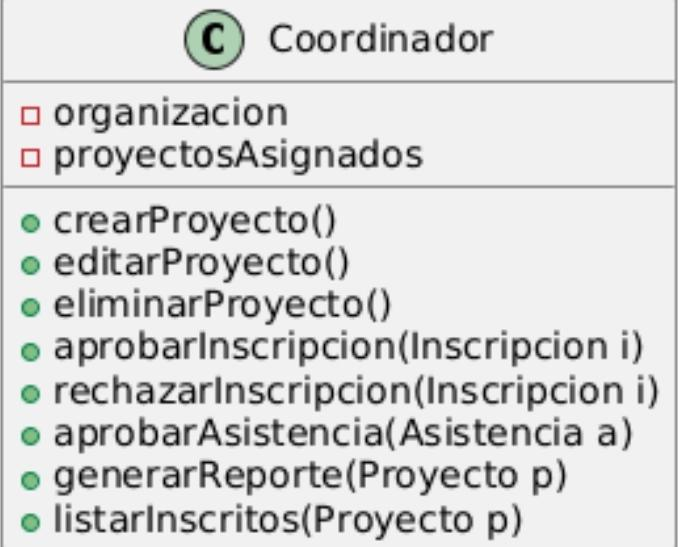 C Coordinador
organizacion
proyectosAsignados
crearProyecto()
editarProyecto()
eliminarProyecto()
aprobarInscripcion(Inscripcion i)
rechazarInscripcion(Inscripcion i)
aprobarAsistencia(Asistencia a)
generarReporte(Proyecto p)
listarInscritos(Proyecto p)